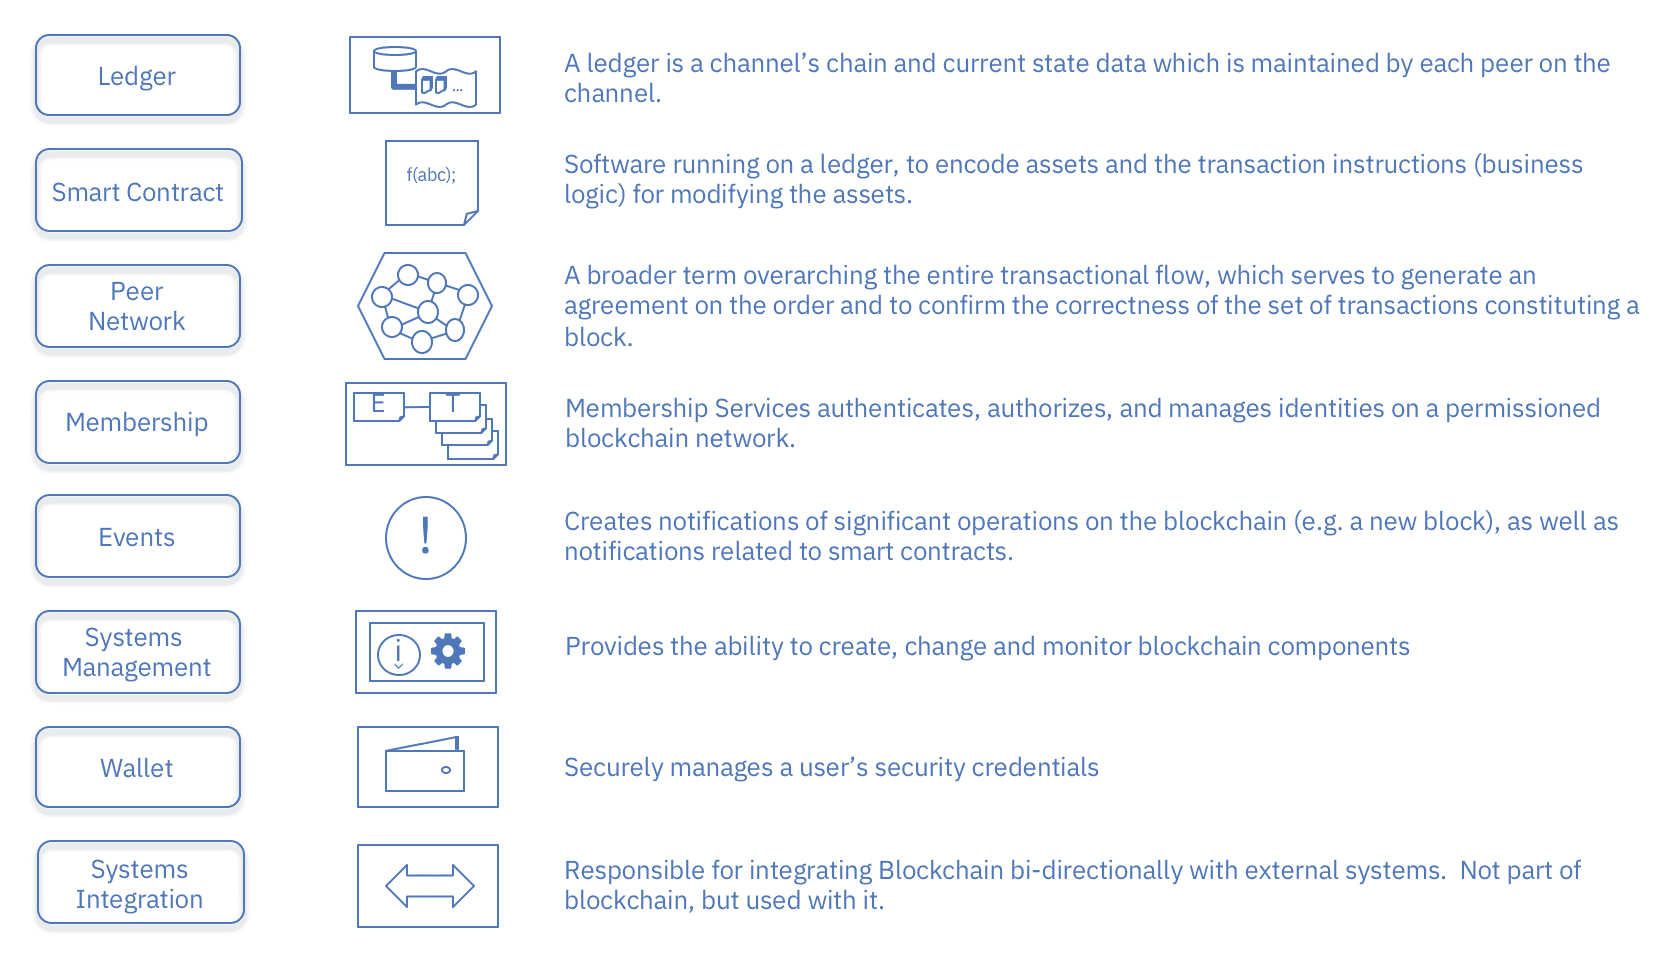 Ledger
...
A ledger is a channel’s chain and current state data which is maintained by each peer on the
channel.
Smart Contract
f(abc);
Software running on a ledger, to encode assets and the transaction instructions (business
logic) for modifying the assets.
Peer
Network
A broader term overarching the entire transactional flow, which serves to generate an
agreement on the order and to confirm the correctness of the set of transactions constituting a
block.
Membership
E T
Membership Services authenticates, authorizes, and manages identities on a permissioned
blockchain network.
Events
!
Creates notifications of significant operations on the blockchain (e.g. a new block), as well as
notifications related to smart contracts.
Systems
Management
i
Provides the ability to create, change and monitor blockchain components
Wallet
Securely manages a user’s security credentials
Systems
Integration
Responsible for integrating Blockchain bi-directionally with external systems.  Not part of
blockchain, but used with it.